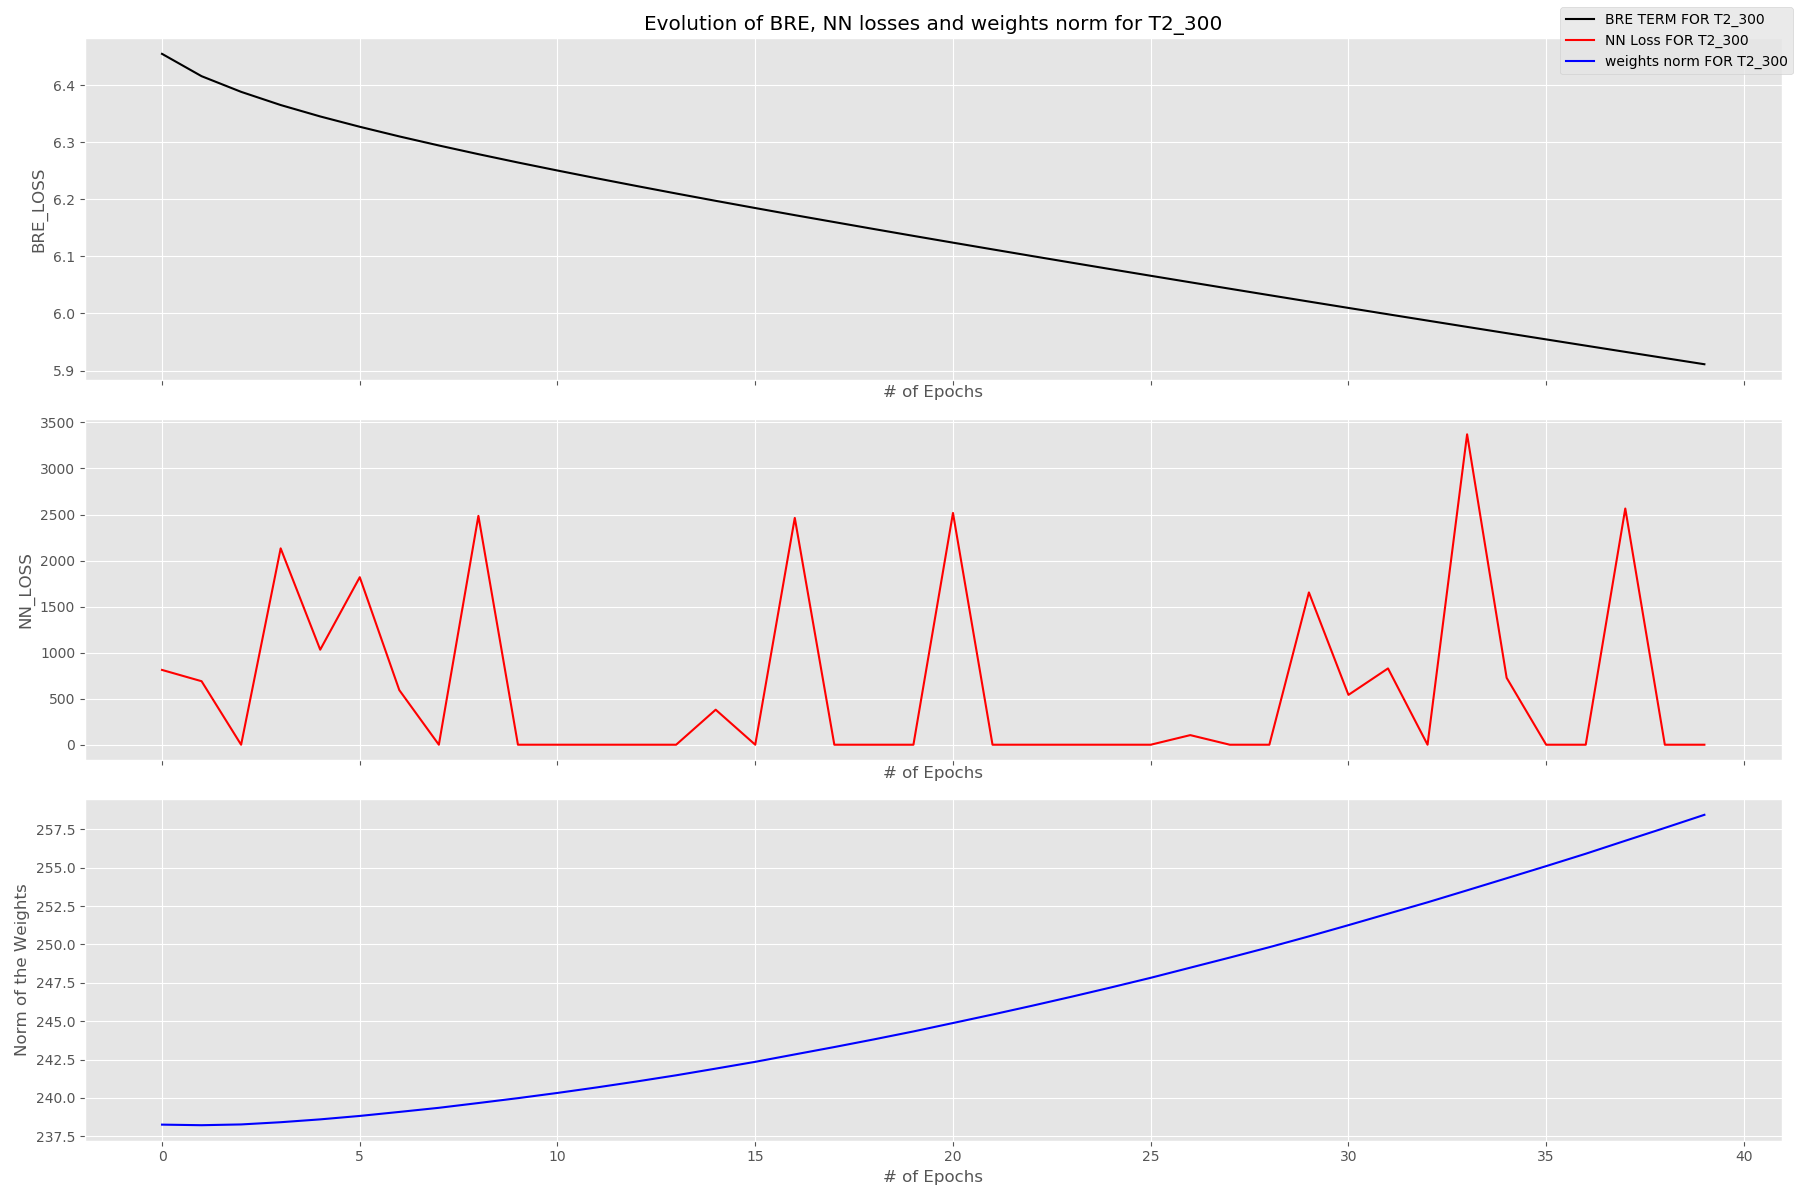 Evolution of BRE, NN losses and weights norm for T2_300
BRE TERM FOR T2_300
NN Loss FOR T2_300
weights norm FOR T2_300
BRE_LOSS
6.4
6.3
6.2
6.1
6.0
5.9
# of Epochs
NN_LOSS
3500
3000
2500
2000
1500
1000
500
0
# of Epochs
Norm of the Weights
257.5
255.0
252.5
250.0
247.5
245.0
242.5
240.0
237.5
0 5 10 15 20 25 30 35 40
# of Epochs